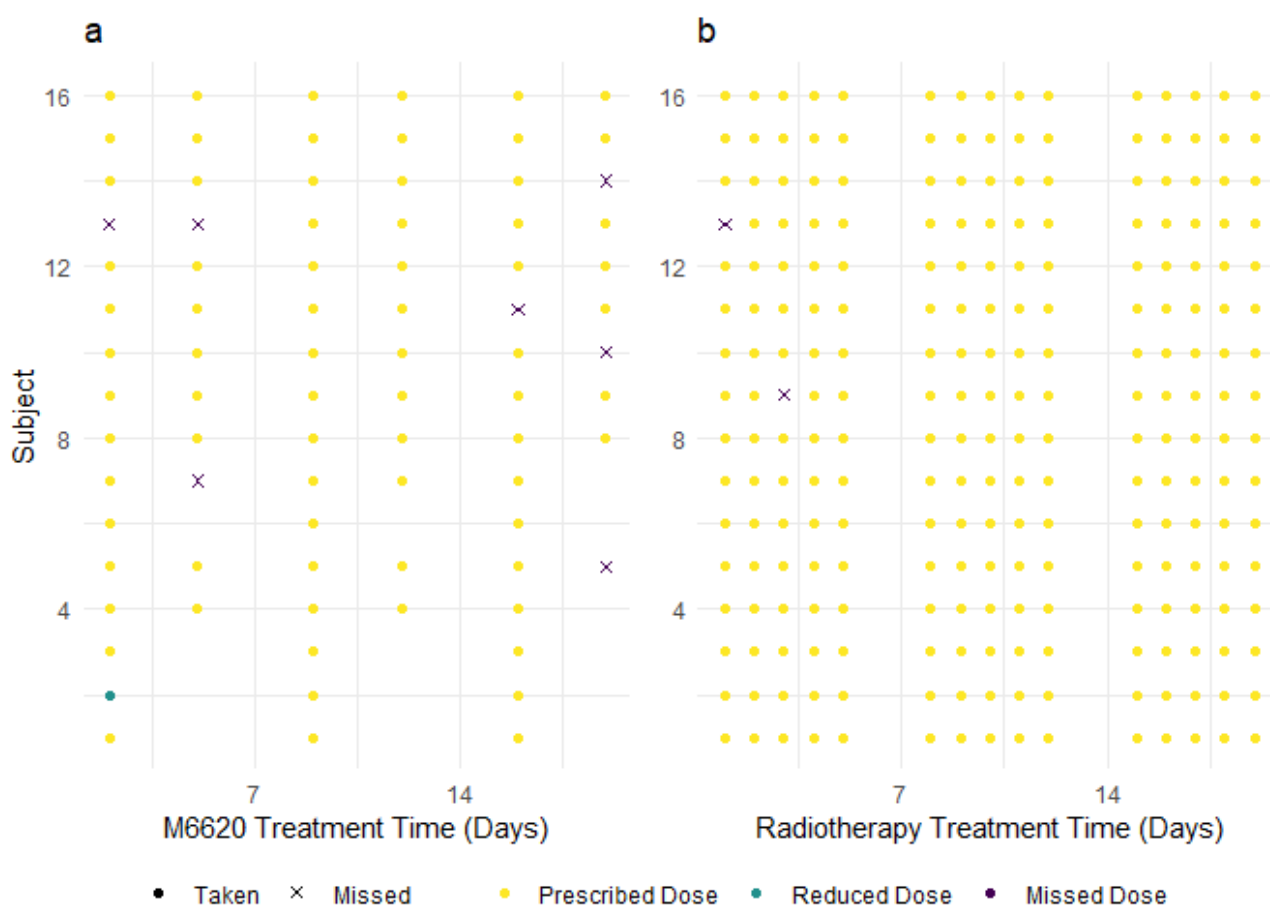 a
b
16
12
8
4
Subject
7
14
M6620 Treatment Time (Days)
16
12
8
4
7
14
Radiotherapy Treatment Time (Days)
Taken Missed Prescribed Dose Reduced Dose Missed Dose